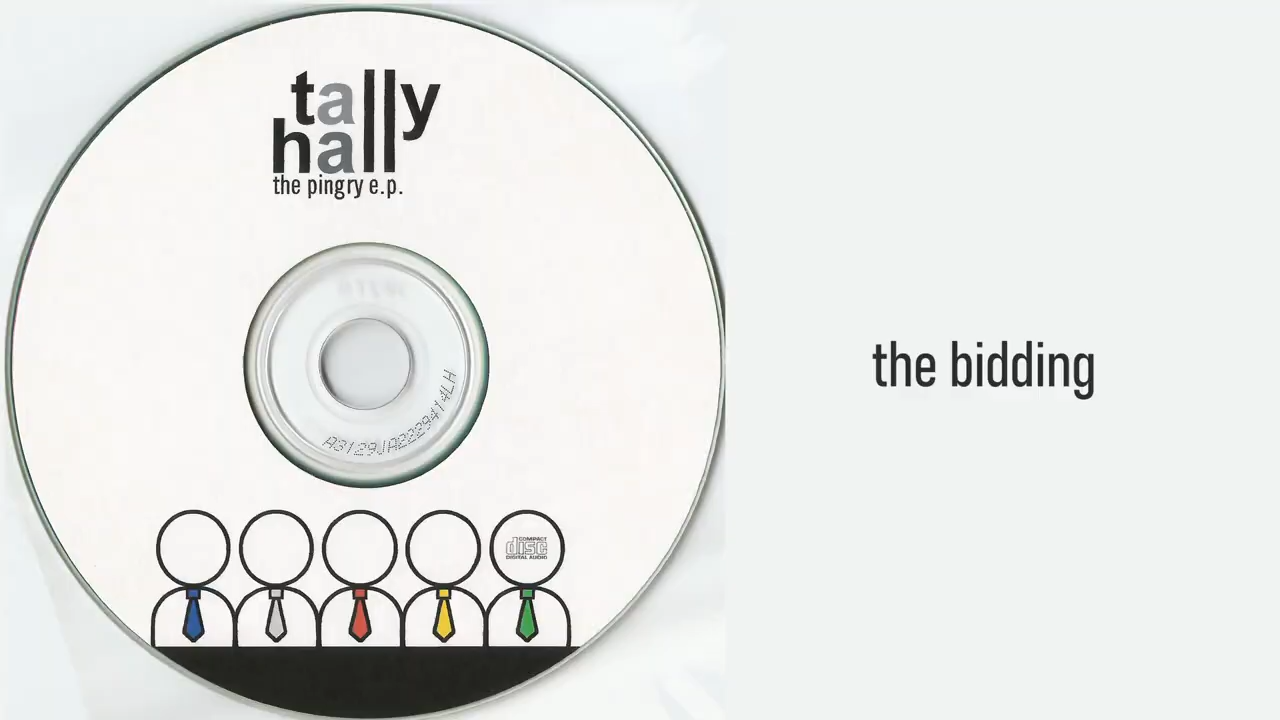 tally
hall
the pingry e.p.
A3129JA2229414LH
COMPACT
disc
DIGITAL AUDIO
the bidding